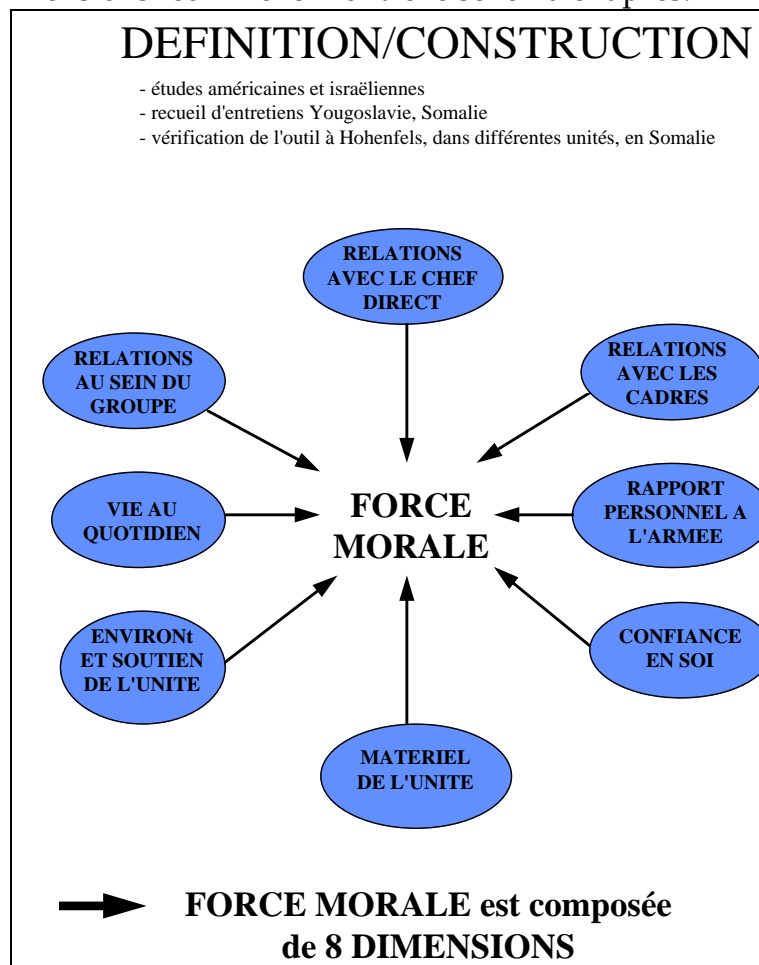 DEFINITION/CONSTRUCTION
- études américaines et israëliennes
- recueil d'entretiens Yougoslavie, Somalie
- vérification de l'outil à Hohenfels, dans différentes unités, en Somalie
RELATIONS
AVEC LE CHEF
DIRECT
RELATIONS
AU SEIN DU
GROUPE
RELATIONS
AVEC LES
CADRES
VIE AU
QUOTIDIEN
FORCE
MORALE
RAPPORT
PERSONNEL A
L'ARMEE
ENVIRONt
ET SOUTIEN
DE L'UNITE
CONFIANCE
EN SOI
MATERIEL
DE L'UNITE
FORCE MORALE est composée
de 8 DIMENSIONS